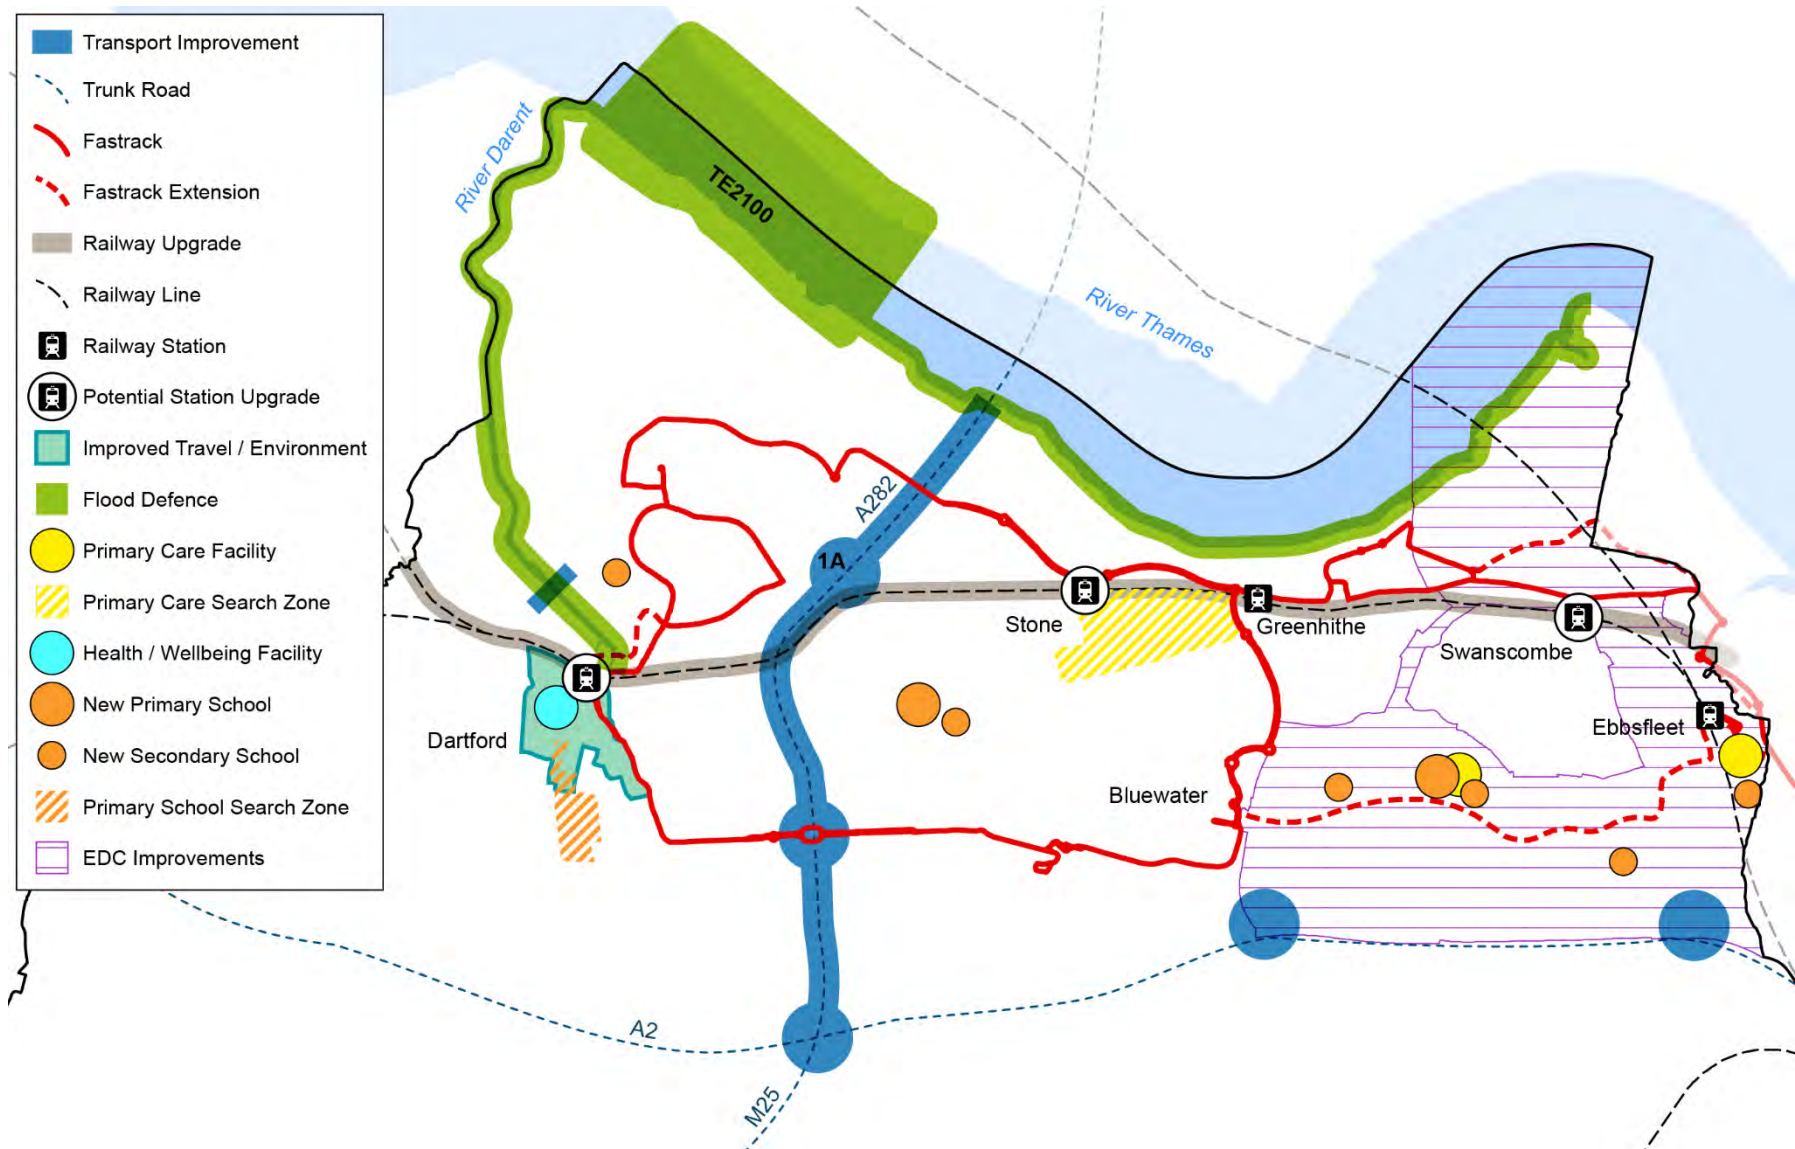 Transport Improvement
Trunk Road
Fastrack
Fastrack Extension
Railway Upgrade
Railway Line
Railway Station
Potential Station Upgrade
Improved Travel / Environment
Flood Defence
Primary Care Facility
Primary Care Search Zone
Health / Wellbeing Facility
New Primary School
New Secondary School
Primary School Search Zone
EDC Improvements
River Darent
TE2100
River Thames
A282
1A
Stone
Greenhithe
Swanscombe
Ebbsfleet
Dartford
Bluewater
A2
M25